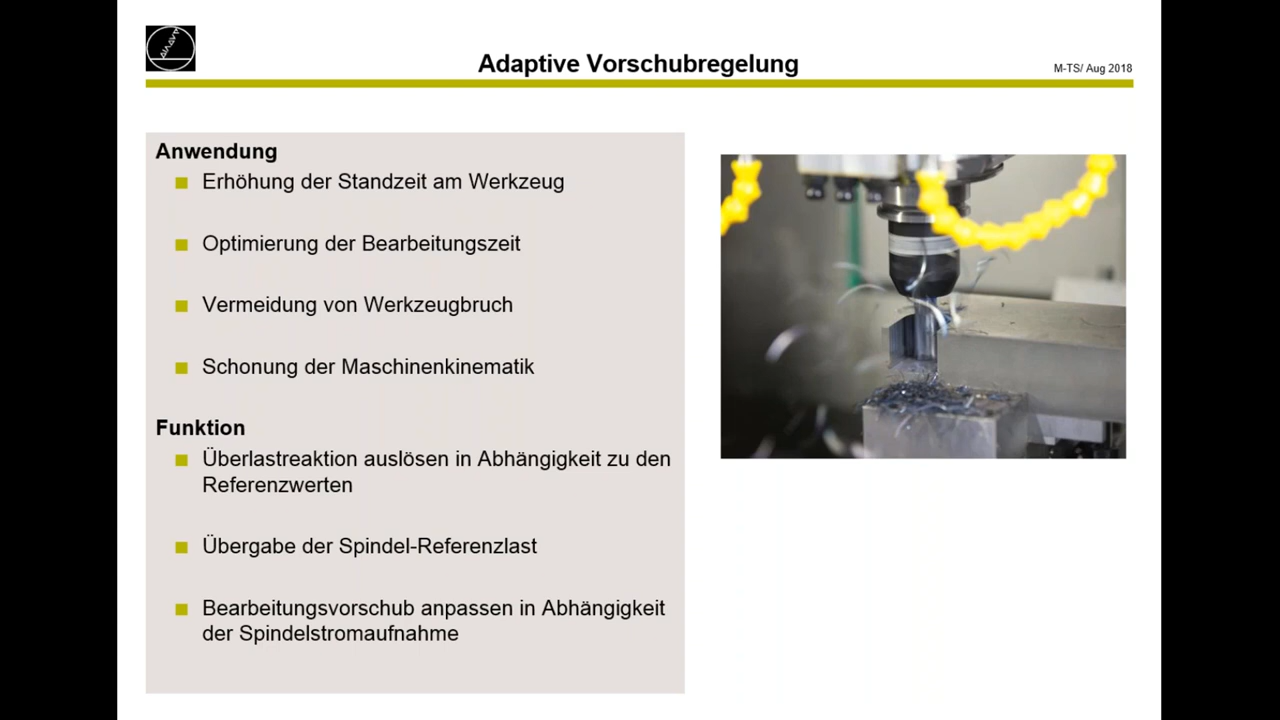 Adaptive Vorschubregelung
M-TS/ Aug 2018
Anwendung
Erhöhung der Standzeit am Werkzeug
Optimierung der Bearbeitungszeit
Vermeidung von Werkzeugbruch
Schonung der Maschinenkinematik
Funktion
Überlastreaktion auslösen in Abhängigkeit zu den
Referenzwerten
Übergabe der Spindel-Referenzlast
Bearbeitungsvorschub anpassen in Abhängigkeit
der Spindelstromaufnahme